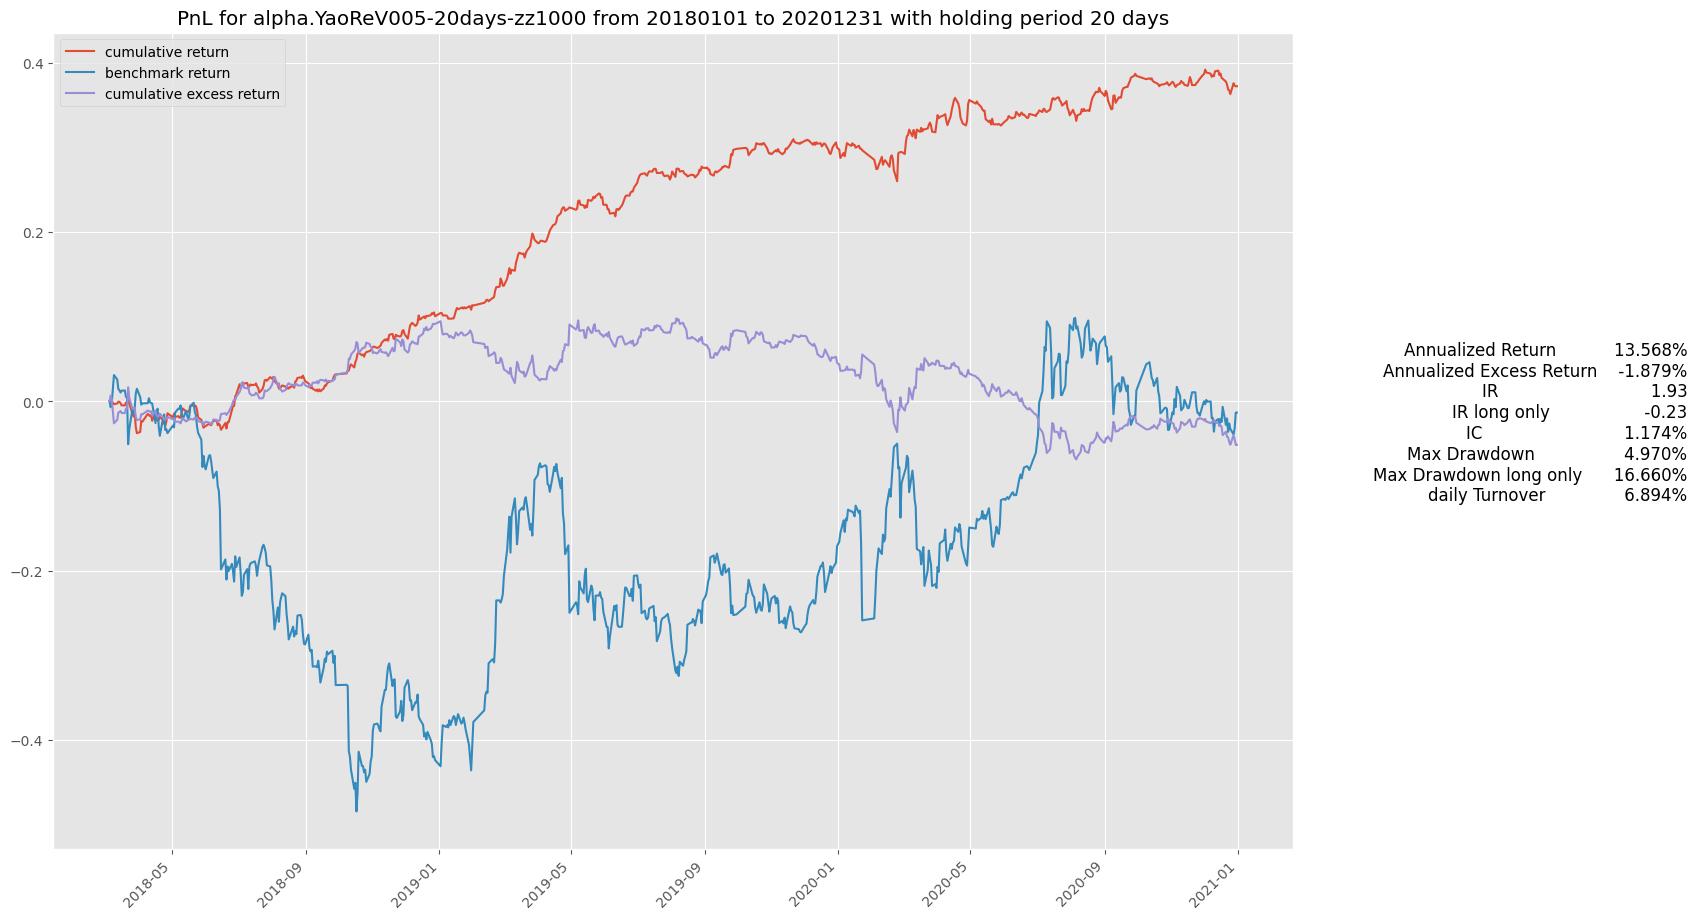 PnL for alpha.YaoReV005-20days-zz1000 from 20180101 to 20201231 with holding period 20 days
cumulative return
benchmark return
cumulative excess return
0.4
0.2
0.0
−0.2
−0.4
2018-05
2018-09
2019-01
2019-05
2019-09
2020-01
2020-05
2020-09
2021-01
Annualized Return 13.568%
Annualized Excess Return -1.879%
IR 1.93
IR long only -0.23
IC 1.174%
Max Drawdown 4.970%
Max Drawdown long only 16.660%
daily Turnover 6.894%